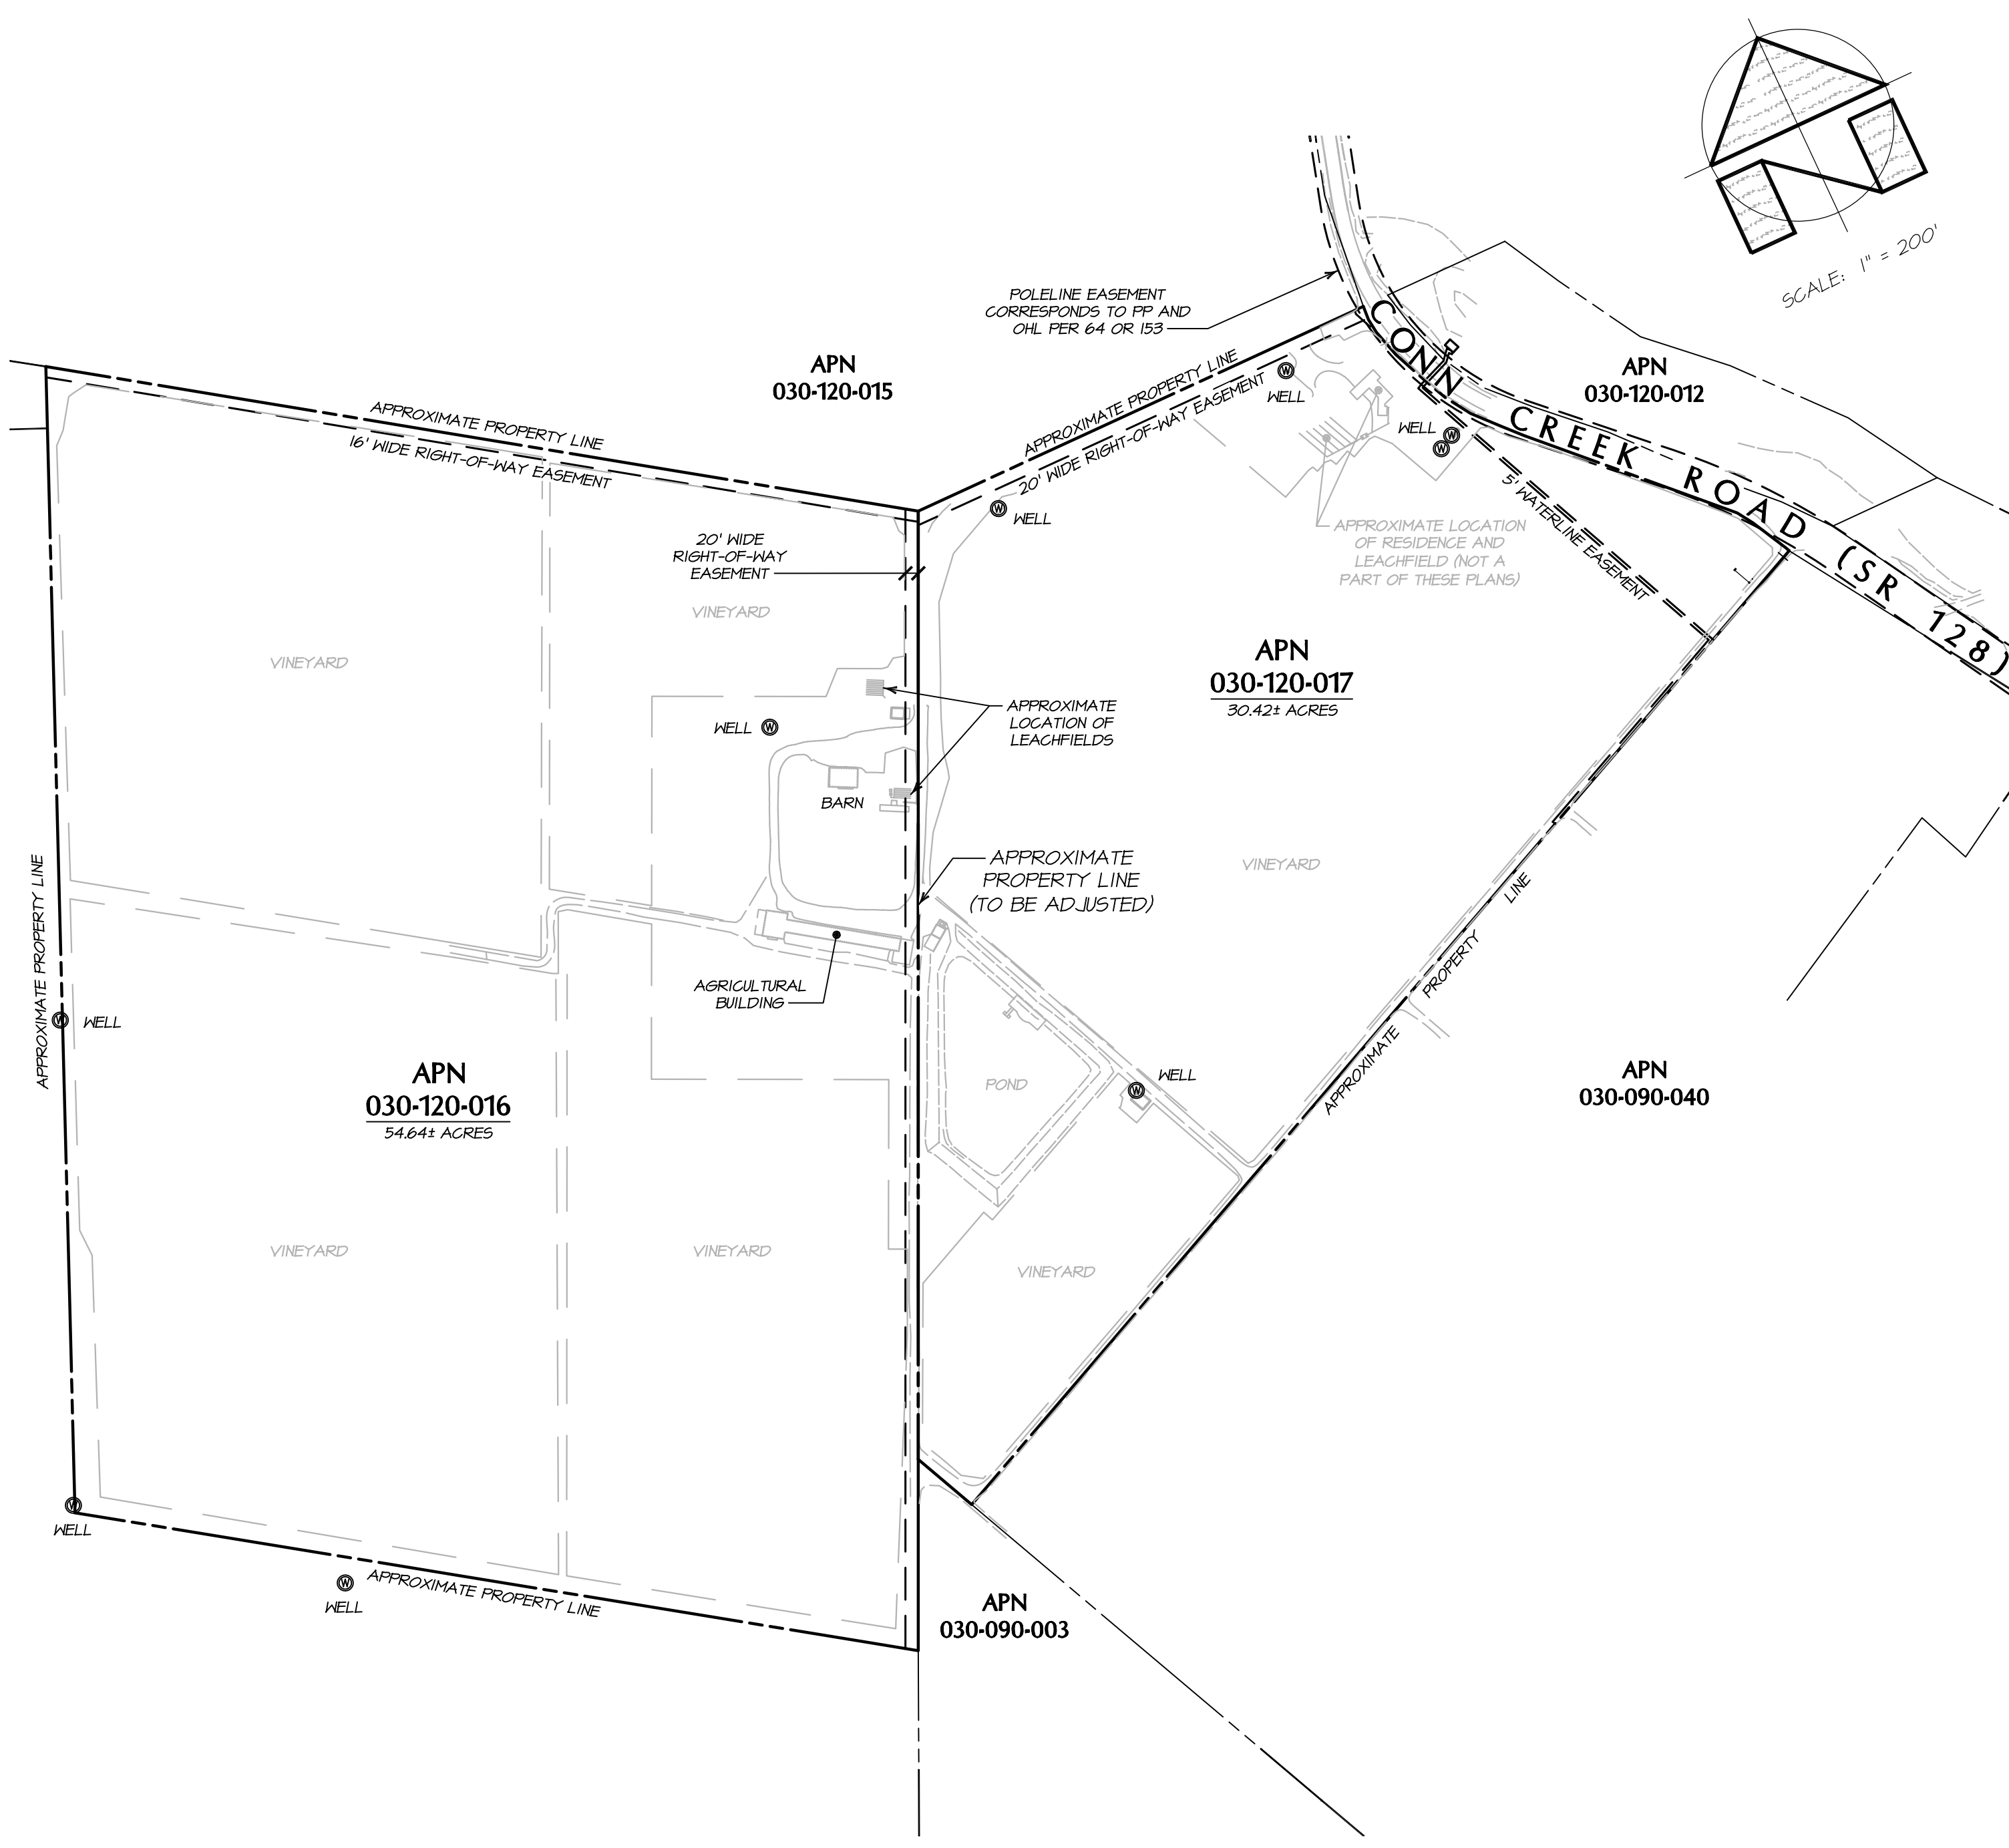 SCALE: 1" = 200'
POLELINE EASEMENT
CORRESPONDS TO PP AND
OHL PER 64 OR 153
CONN CREEK ROAD (SR 128)
APN
030-120-015
APN
030-120-012
APPROXIMATE PROPERTY LINE
16' WIDE RIGHT-OF-WAY EASEMENT
APPROXIMATE PROPERTY LINE
20' WIDE RIGHT-OF-WAY EASEMENT
WELL
WELL
WELL
5' WATERLINE EASEMENT
APPROXIMATE LOCATION
OF RESIDENCE AND
LEACHFIELD (NOT A
PART OF THESE PLANS)
20' WIDE
RIGHT-OF-WAY
EASEMENT
VINEYARD
VINEYARD
APN
030-120-017
30.42± ACRES
WELL
APPROXIMATE
LOCATION OF
LEACHFIELDS
BARN
APPROXIMATE
PROPERTY LINE
(TO BE ADJUSTED)
VINEYARD
APPROXIMATE PROPERTY LINE
AGRICULTURAL
BUILDING
WELL
APN
030-120-016
54.64± ACRES
POND
WELL
APPROXIMATE PROPERTY LINE
APN
030-090-040
VINEYARD
VINEYARD
VINEYARD
WELL
WELL
APPROXIMATE PROPERTY LINE
APN
030-090-003